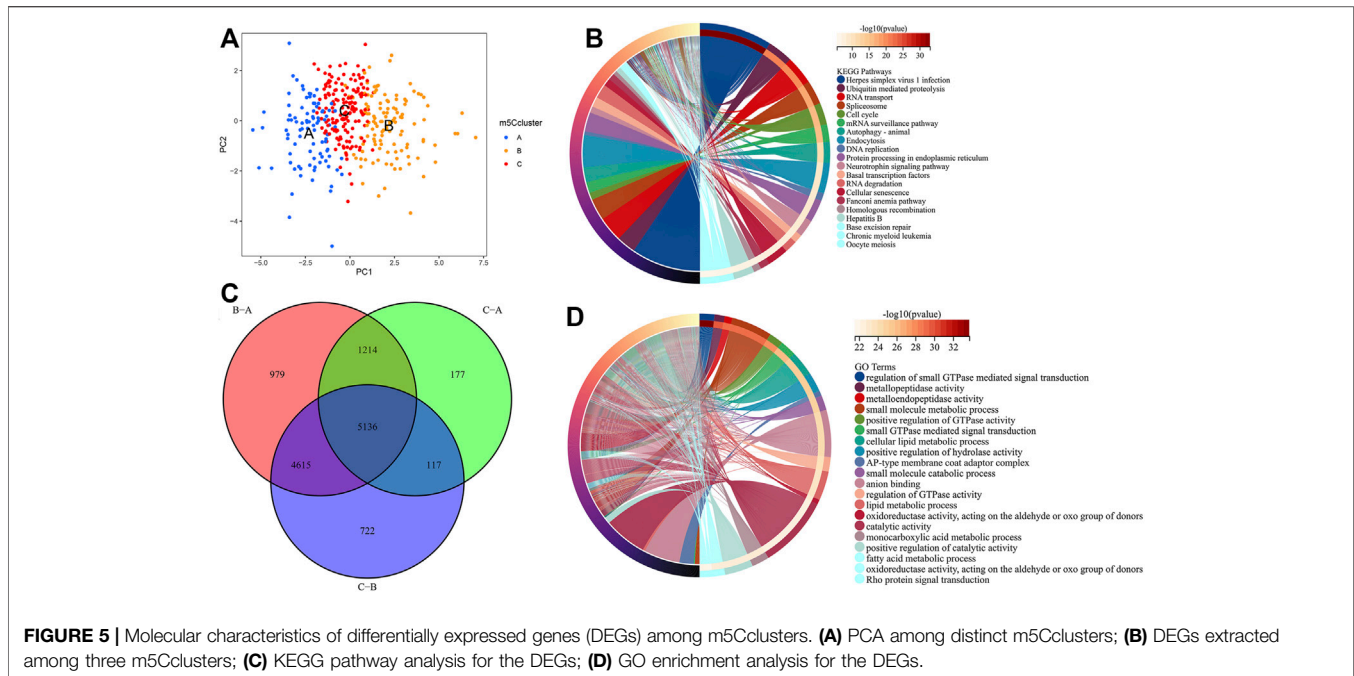 A
2
0
−2
−4
PC2
−5.0
−2.5
0.0
2.5
5.0
7.5
PC1
A
C
B
m5Ccluster
A
B
C
B
-log10(pvalue)
10
15
20
25
30
KEGG Pathways
Herpes simplex virus 1 infection
Ubiquitin mediated proteolysis
RNA transport
Spliceosome
Cell cycle
mRNA surveillance pathway
Autophagy - animal
Endocytosis
DNA replication
Protein processing in endoplasmic reticulum
Neurotrophin signaling pathway
Basal transcription factors
RNA degradation
Cellular senescence
Fanconi anemia pathway
Homologous recombination
Hepatitis B
Base excision repair
Chronic myeloid leukemia
Oocyte meiosis
C
B−A
C−A
979
1214
177
5136
4615
117
722
C−B
D
-log10(pvalue)
22 24 26 28 30 32
GO Terms
regulation of small GTPase mediated signal transduction
metallopeptidase activity
metalloendopeptidase activity
small molecule metabolic process
positive regulation of GTPase activity
small GTPase mediated signal transduction
cellular lipid metabolic process
positive regulation of hydrolase activity
AP-type membrane coat adaptor complex
small molecule catabolic process
anion binding
regulation of GTPase activity
lipid metabolic process
oxidoreductase activity, acting on the aldehyde or oxo group of donors
catalytic activity
monocarboxylic acid metabolic process
positive regulation of catalytic activity
fatty acid metabolic process
oxidoreductase activity, acting on the aldehyde or oxo group of donors
Rho protein signal transduction
FIGURE 5 | Molecular characteristics of differentially expressed genes (DEGs) among m5Cclusters. (A) PCA among distinct m5Cclusters; (B) DEGs extracted
among three m5Cclusters; (C) KEGG pathway analysis for the DEGs; (D) GO enrichment analysis for the DEGs.